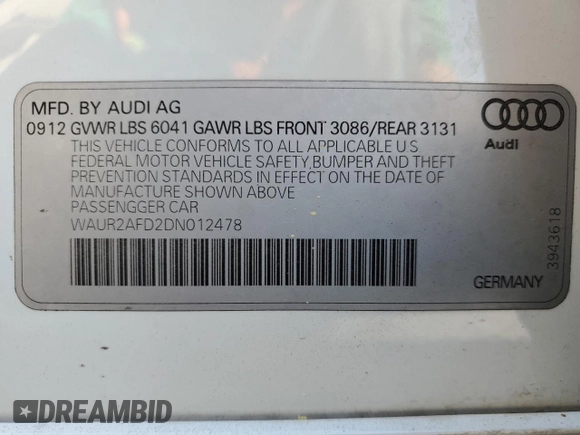 MFD. BY AUDI AG
0912 GVWR LBS 6041 GAWR LBS FRONT 3086/REAR 3131
THIS VEHICLE CONFORMS TO ALL APPLICABLE U S
FEDERAL MOTOR VEHICLE SAFETY,BUMPER AND THEFT
PREVENTION STANDARDS IN EFFECT ON THE DATE OF
MANUFACTURE SHOWN ABOVE
PASSENGGER CAR
WAUR2AFD2DN012478
Audi
3943618
GERMANY
DREAMBID